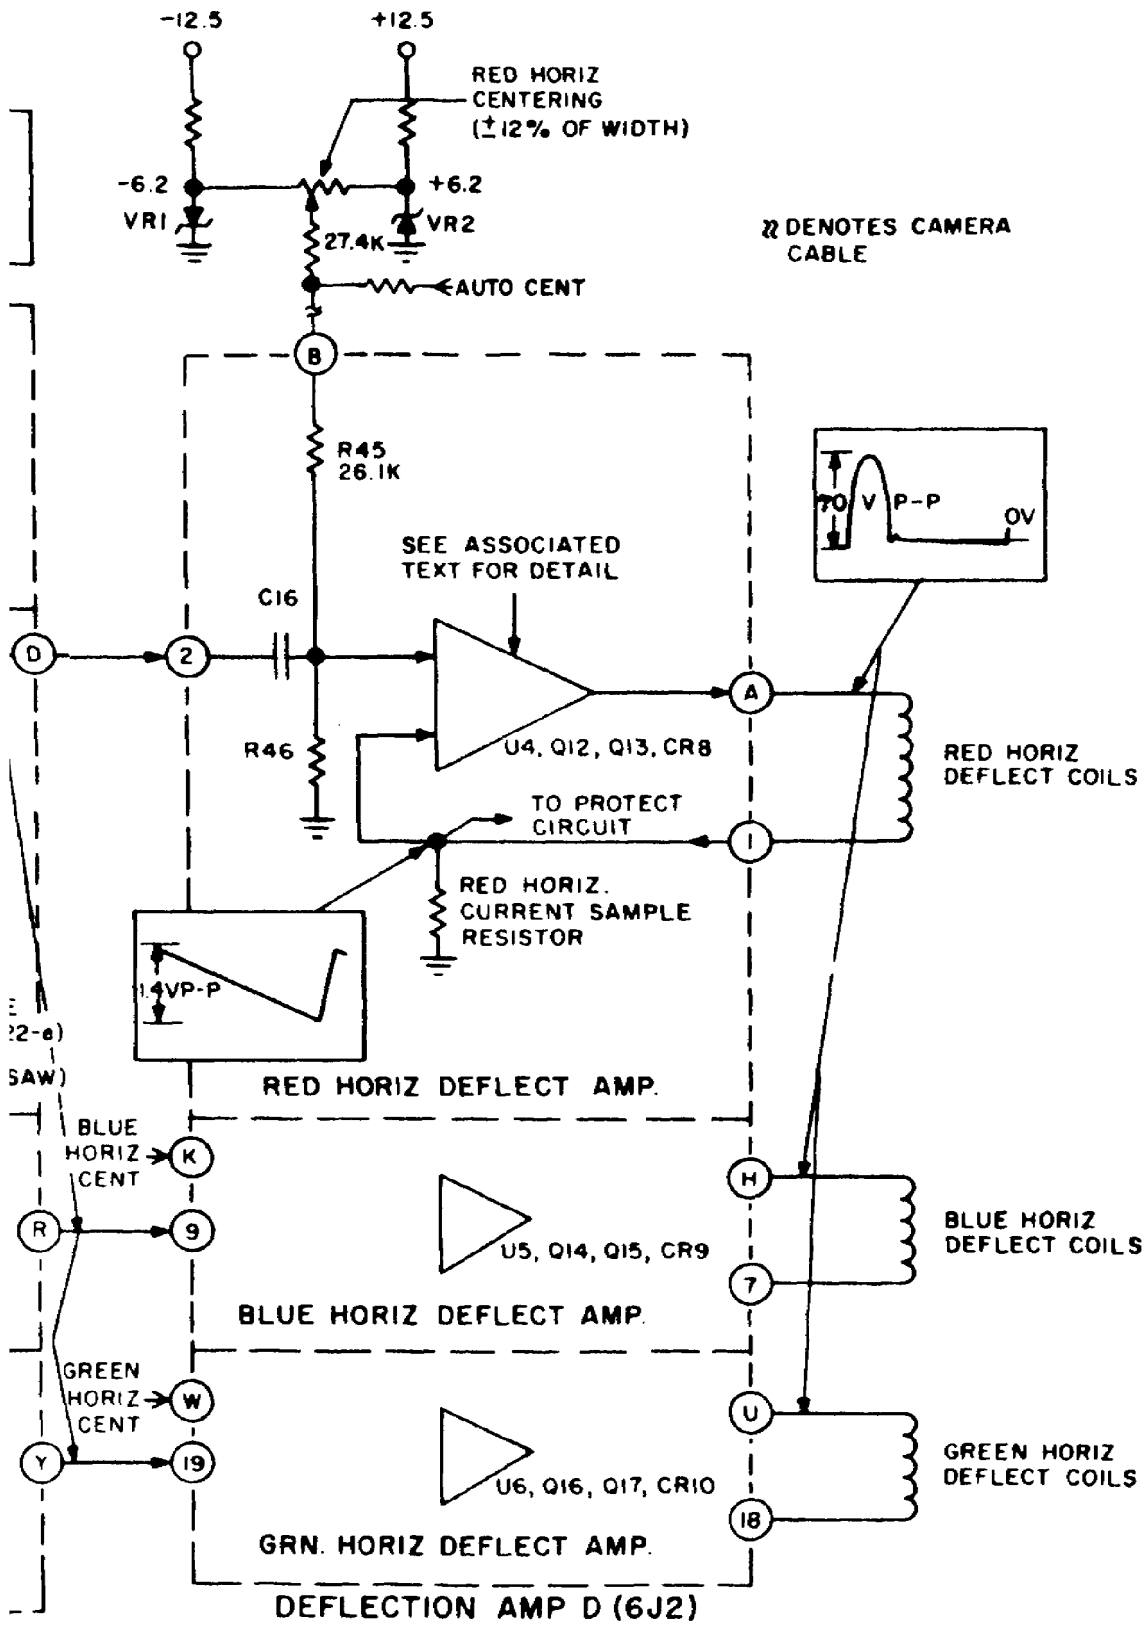 -12.5
+12.5
RED HORIZ
CENTERING
(±12% OF WIDTH)
-6.2
+6.2
VR1
VR2
27.4K
AUTO CENT
DENOTES CAMERA
CABLE
B
R45
26.1K
70 V P-P
0V
SEE ASSOCIATED
TEXT FOR DETAIL
C16
D
2
A
R46
U4, Q12, Q13, CR8
RED HORIZ
DEFLECT COILS
TO PROTECT
CIRCUIT
1
RED HORIZ.
CURRENT SAMPLE
RESISTOR
1.4VP-P
E
22-e)
SAW)
RED HORIZ DEFLECT AMP.
BLUE
HORIZ
CENT
K
H
R
9
U5, Q14, Q15, CR9
BLUE HORIZ
DEFLECT COILS
7
BLUE HORIZ DEFLECT AMP.
GREEN
HORIZ
CENT
W
U
Y
19
U6, Q16, Q17, CR10
GREEN HORIZ
DEFLECT COILS
18
GRN. HORIZ DEFLECT AMP.
DEFLECTION AMP D (6J2)